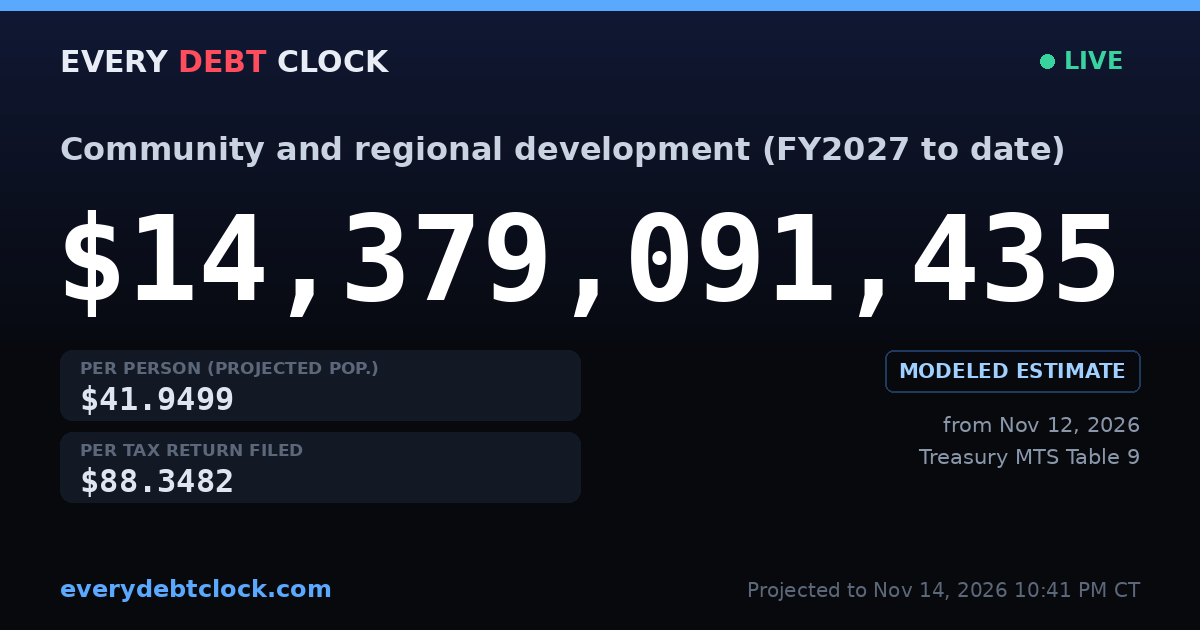 EVERY DEBT CLOCK
LIVE
Community and regional development (FY2027 to date)
$14,379,091,435
PER PERSON (PROJECTED POP.)
$41.9499
PER TAX RETURN FILED
$88.3482
MODELED ESTIMATE
from Nov 12, 2026
Treasury MTS Table 9
everydebtclock.com
Projected to Nov 14, 2026 10:41 PM CT